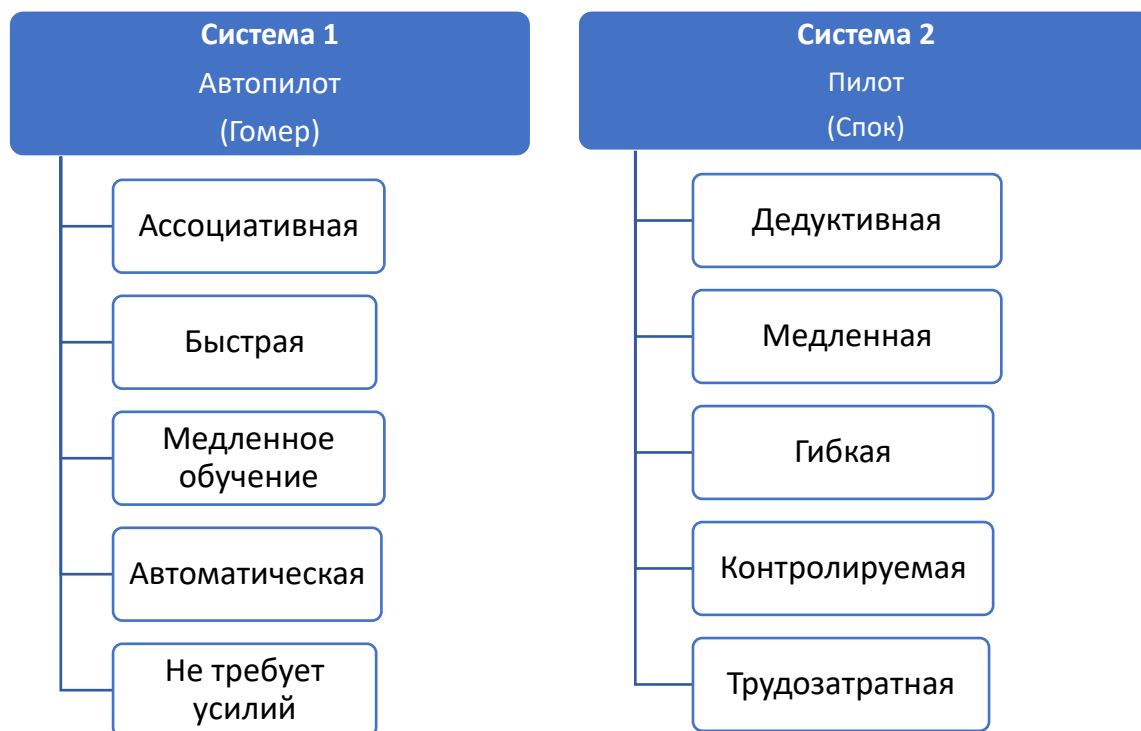 Система 1
Автопилот
(Гомер)
Ассоциативная
Быстрая
Медленное
обучение
Автоматическая
Не требует
усилий
Система 2
Пилот
(Спок)
Дедуктивная
Медленная
Гибкая
Контролируемая
Трудозатратная